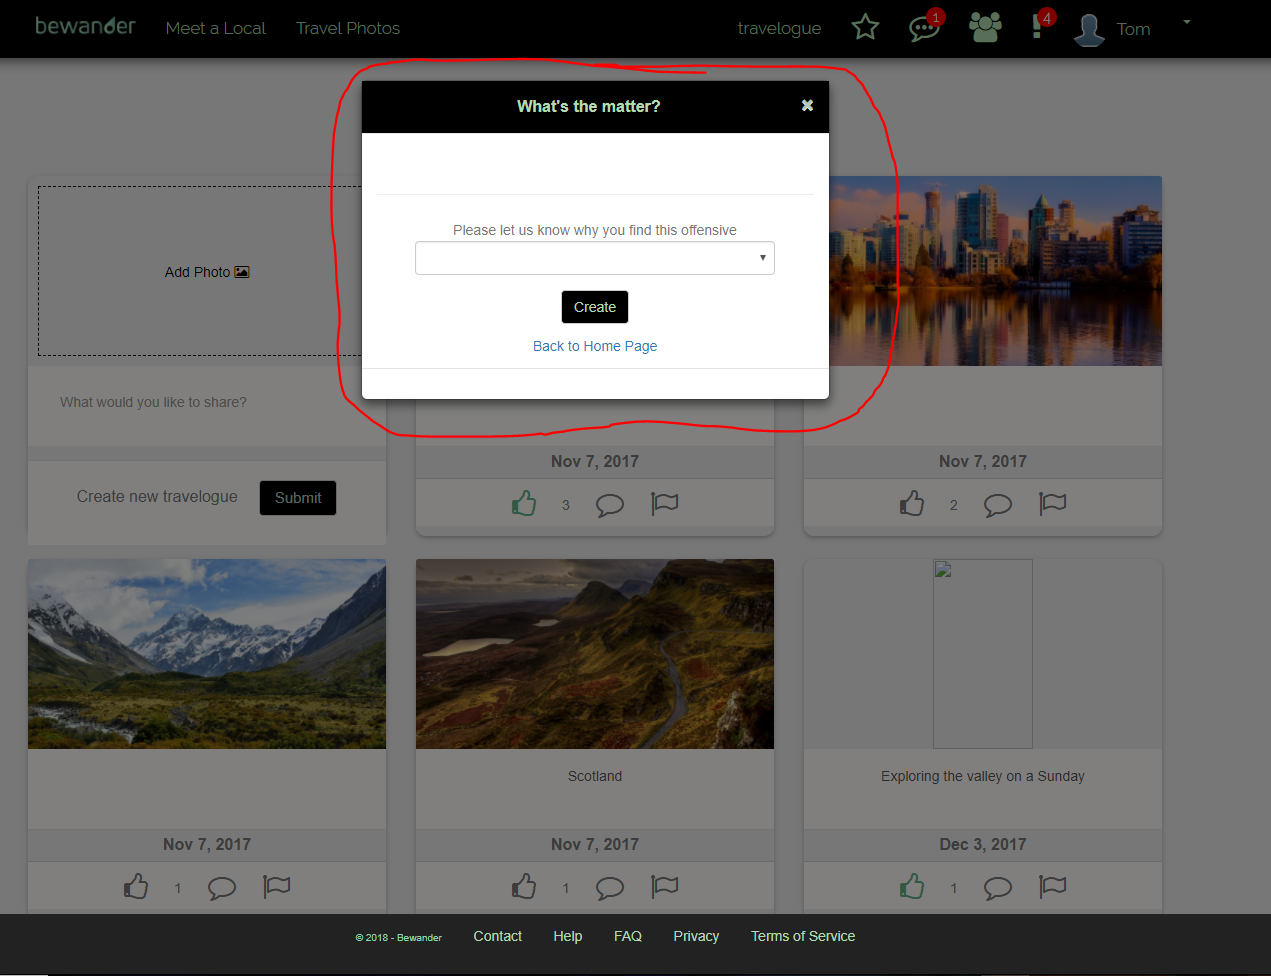 bewander Meet a Local Travel Photos travelogue 1 4 Tom
What's the matter? ✖
Please let us know why you find this offensive
Create
Back to Home Page
Add Photo
What would you like to share?
Create new travelogue Submit
Nov 7, 2017
3
Nov 7, 2017
2
Nov 7, 2017
1
Scotland
Nov 7, 2017
1
Exploring the valley on a Sunday
Dec 3, 2017
1
© 2018 - Bewander Contact Help FAQ Privacy Terms of Service